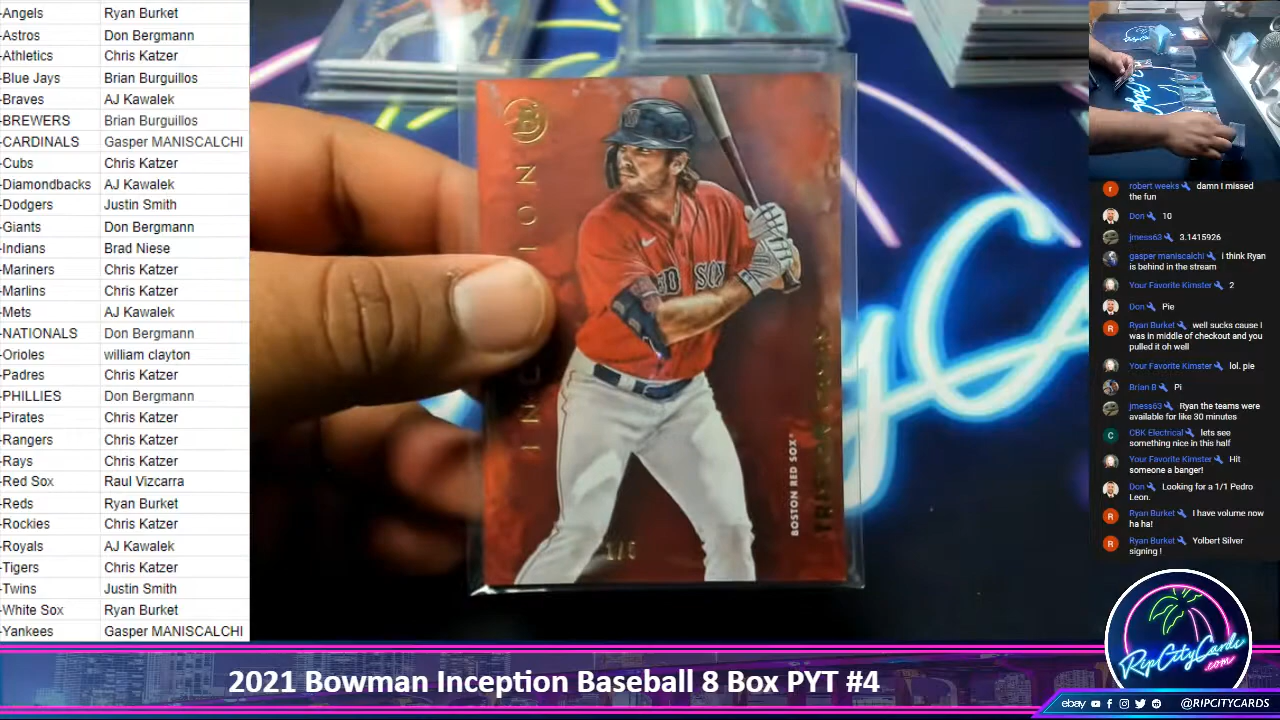 -Angels Ryan Burket
-Astros Don Bergmann
-Athletics Chris Katzer
-Blue Jays Brian Burguillos
-Braves AJ Kawalek
-BREWERS Brian Burguillos
-CARDINALS Gasper MANISCALCHI
-Cubs Chris Katzer
-Diamondbacks AJ Kawalek
-Dodgers Justin Smith
-Giants Don Bergmann
-Indians Brad Niese
-Mariners Chris Katzer
-Marlins Chris Katzer
-Mets AJ Kawalek
-NATIONALS Don Bergmann
-Orioles william clayton
-Padres Chris Katzer
-PHILLIES Don Bergmann
-Pirates Chris Katzer
-Rangers Chris Katzer
-Rays Chris Katzer
-Red Sox Raul Vizcarra
-Reds Ryan Burket
-Rockies Chris Katzer
-Royals AJ Kawalek
-Tigers Chris Katzer
-Twins Justin Smith
-White Sox Ryan Burket
-Yankees Gasper MANISCALCHI
B
RED SOX
BOSTON RED SOX
robert weeks damn I missed
the fun
Don 10
jmess63 3.1415926
gasper maniscalchi i think Ryan
is behind in the stream
Your Favorite Kimster 2
Don Pie
Ryan Burket well sucks cause I
was in middle of checkout and you
pulled it oh well
Your Favorite Kimster lol. pie
Brian B Pi
jmess63 Ryan the teams were
available for like 30 minutes
CBK Electrical lets see
something nice in this half
Your Favorite Kimster Hit
someone a banger!
Don Looking for a 1/1 Pedro
Leon.
Ryan Burket I have volume now
ha ha!
Ryan Burket Yolbert Silver
signing !
RipCityCards
.com
2021 Bowman Inception Baseball 8 Box PYT #4
ebay @RIPCITYCARDS